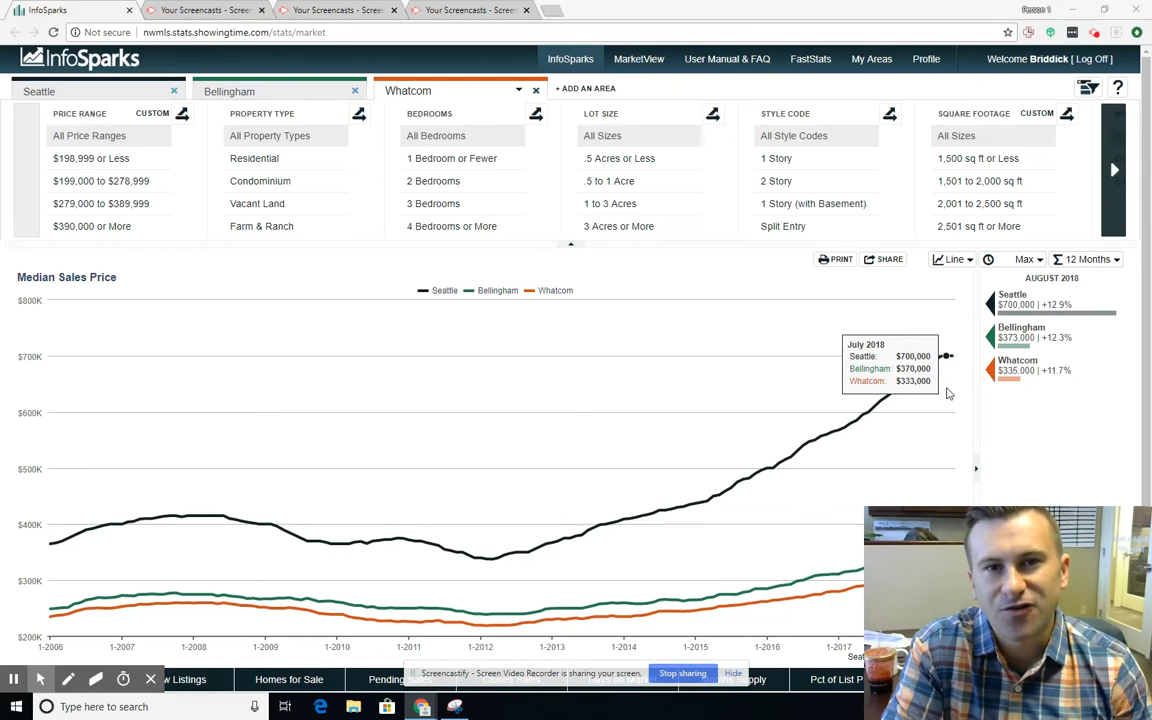 InfoSparks
Your Screencasts - Screen
Your Screencasts - Screen
Your Screencasts - Screen
Person 1
Not secure | nwmls.stats.showingtime.com/stats/market
InfoSparks
InfoSparks
MarketView
User Manual & FAQ
FastStats
My Areas
Profile
Welcome Briddick [ Log Off ]
Seattle
Bellingham
Whatcom
+ ADD AN AREA
?
PRICE RANGE CUSTOM
PROPERTY TYPE
BEDROOMS
LOT SIZE
STYLE CODE
SQUARE FOOTAGE CUSTOM
All Price Ranges
All Property Types
All Bedrooms
All Sizes
All Style Codes
All Sizes
$198,999 or Less
Residential
1 Bedroom or Fewer
.5 Acres or Less
1 Story
1,500 sq ft or Less
$199,000 to $278,999
Condominium
2 Bedrooms
.5 to 1 Acre
2 Story
1,501 to 2,000 sq ft
$279,000 to $389,999
Vacant Land
3 Bedrooms
1 to 3 Acres
1 Story (with Basement)
2,001 to 2,500 sq ft
$390,000 or More
Farm & Ranch
4 Bedrooms or More
3 Acres or More
Split Entry
2,501 sq ft or More
PRINT
SHARE
Line
Max
Σ 12 Months
Median Sales Price
Seattle Bellingham Whatcom
AUGUST 2018
Seattle
$700,000 | +12.9%
Bellingham
$373,000 | +12.3%
Whatcom
$335,000 | +11.7%
July 2018
Seattle: $700,000
Bellingham: $370,000
Whatcom: $333,000
$800K
$700K
$600K
$500K
$400K
$300K
$200K
1-2006
1-2007
1-2008
1-2009
1-2010
1-2011
1-2012
1-2013
1-2014
1-2015
1-2016
1-2017
Homes for Sale
Screencastify - Screen Video Recorder is sharing your screen.
Stop sharing
Hide
Pct of List P
Type here to search